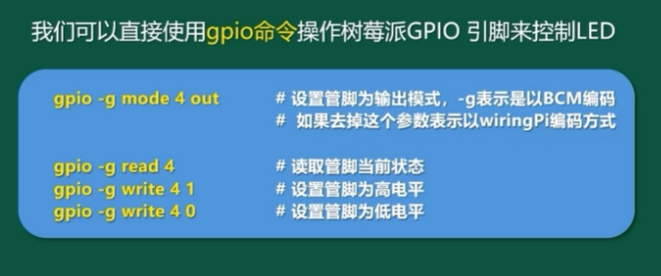 我们可以直接使用gpio命令操作树莓派GPIO 引脚来控制LED
gpio -g mode 4 out # 设置管脚为输出模式，-g表示是以BCM编码
# 如果去掉这个参数表示以wiringPi编码方式
gpio -g read 4 # 读取管脚当前状态
gpio -g write 4 1 # 设置管脚为高电平
gpio -g write 4 0 # 设置管脚为低电平